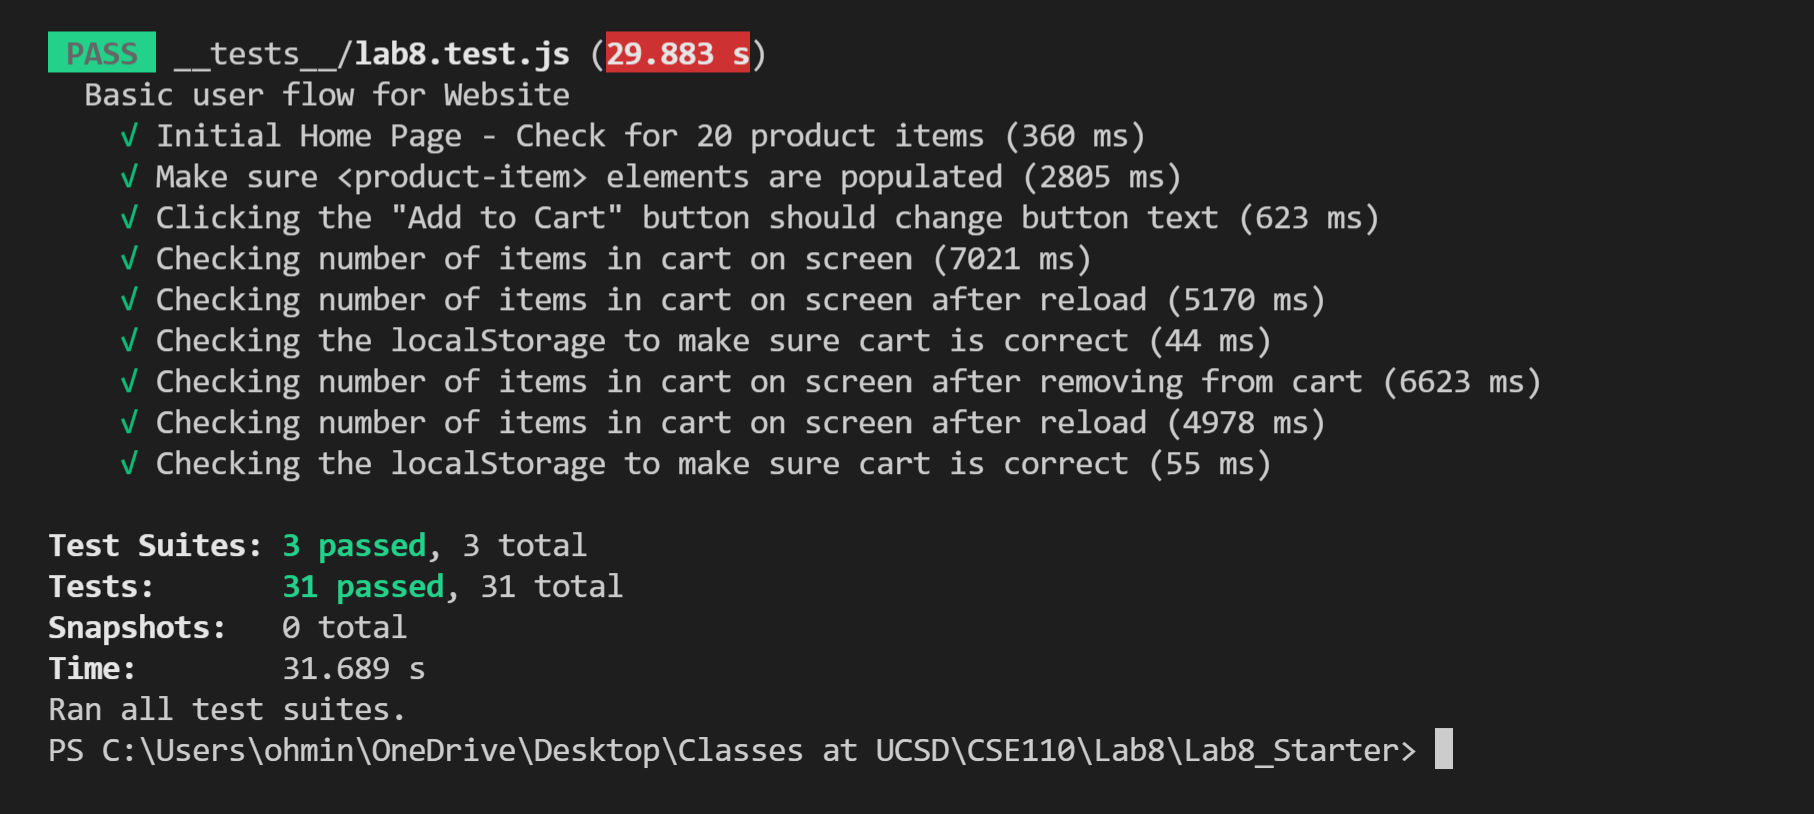 PASS __tests__/lab8.test.js (29.883 s)
Basic user flow for Website
√ Initial Home Page - Check for 20 product items (360 ms)
√ Make sure <product-item> elements are populated (2805 ms)
√ Clicking the "Add to Cart" button should change button text (623 ms)
√ Checking number of items in cart on screen (7021 ms)
√ Checking number of items in cart on screen after reload (5170 ms)
√ Checking the localStorage to make sure cart is correct (44 ms)
√ Checking number of items in cart on screen after removing from cart (6623 ms)
√ Checking number of items in cart on screen after reload (4978 ms)
√ Checking the localStorage to make sure cart is correct (55 ms)
Test Suites: 3 passed, 3 total
Tests: 31 passed, 31 total
Snapshots: 0 total
Time: 31.689 s
Ran all test suites.
PS C:\Users\ohmin\OneDrive\Desktop\Classes at UCSD\CSE110\Lab8\Lab8_Starter>